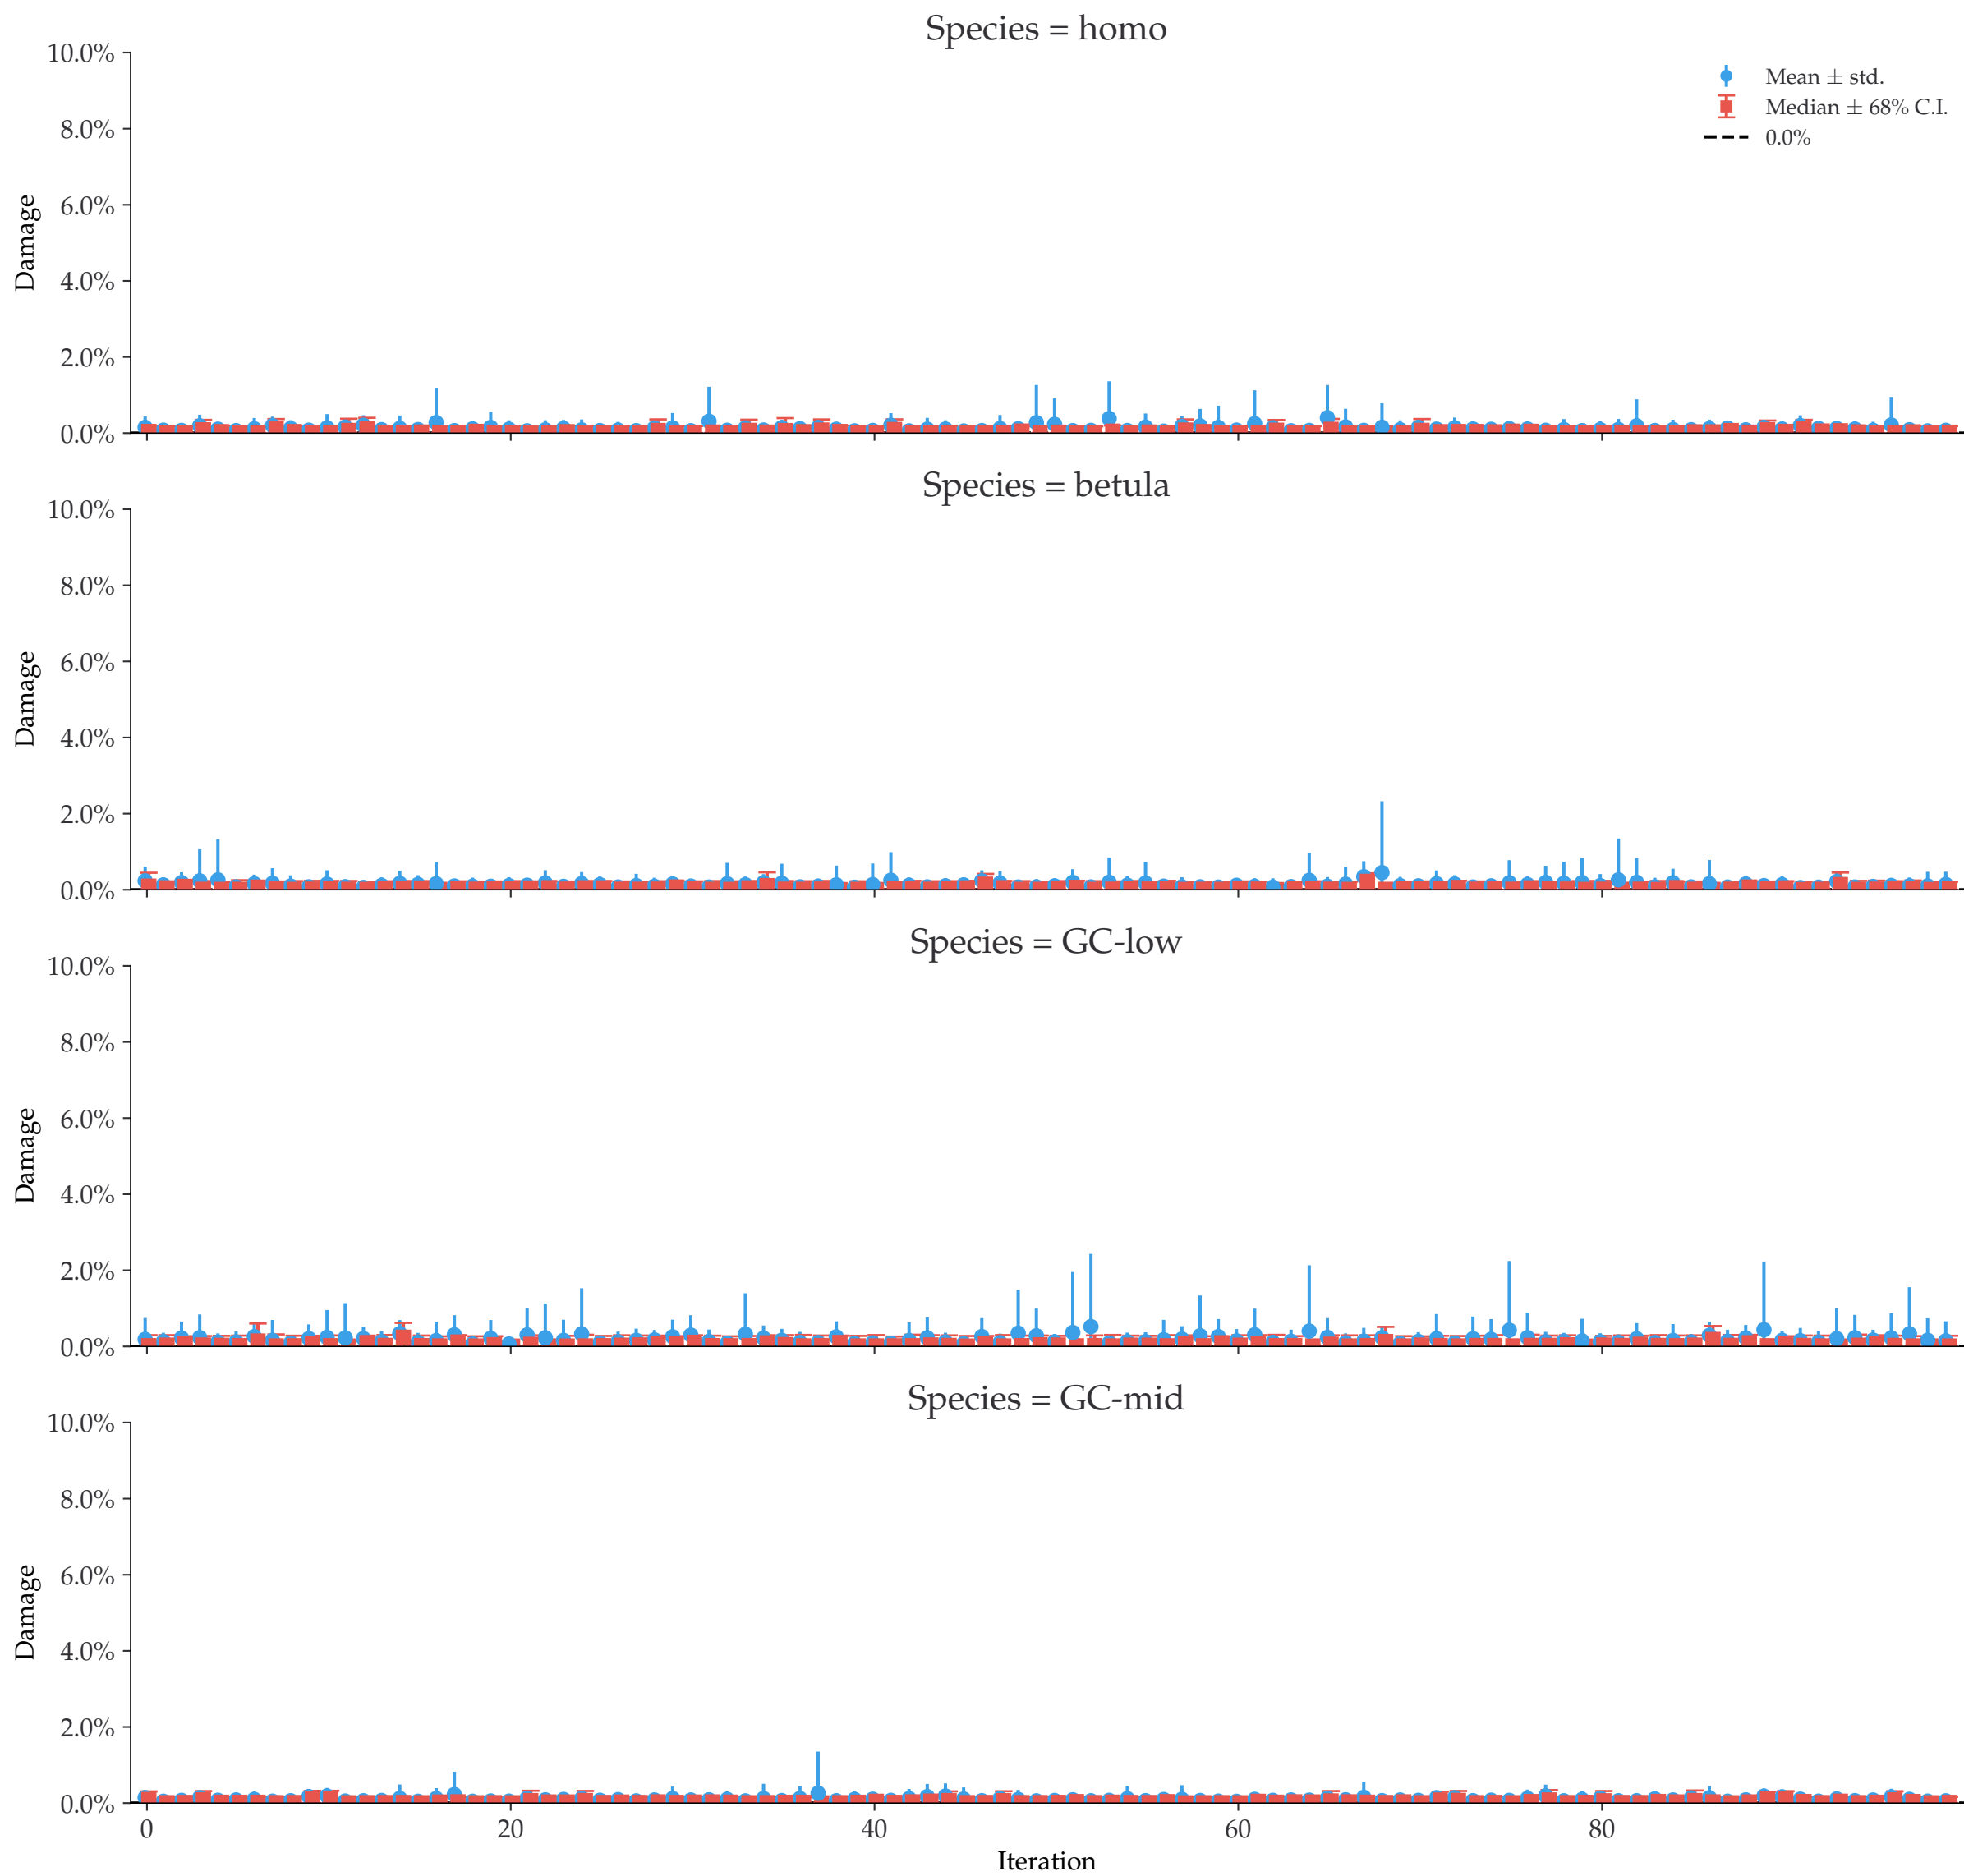 Species = homo
10.0%
8.0%
6.0%
4.0%
2.0%
0.0%
Damage
Mean ± std.
Median ± 68% C.I.
0.0%
Species = betula
10.0%
8.0%
6.0%
4.0%
2.0%
0.0%
Damage
Species = GC-low
10.0%
8.0%
6.0%
4.0%
2.0%
0.0%
Damage
Species = GC-mid
10.0%
8.0%
6.0%
4.0%
2.0%
0.0%
Damage
0 20 40 60 80
Iteration